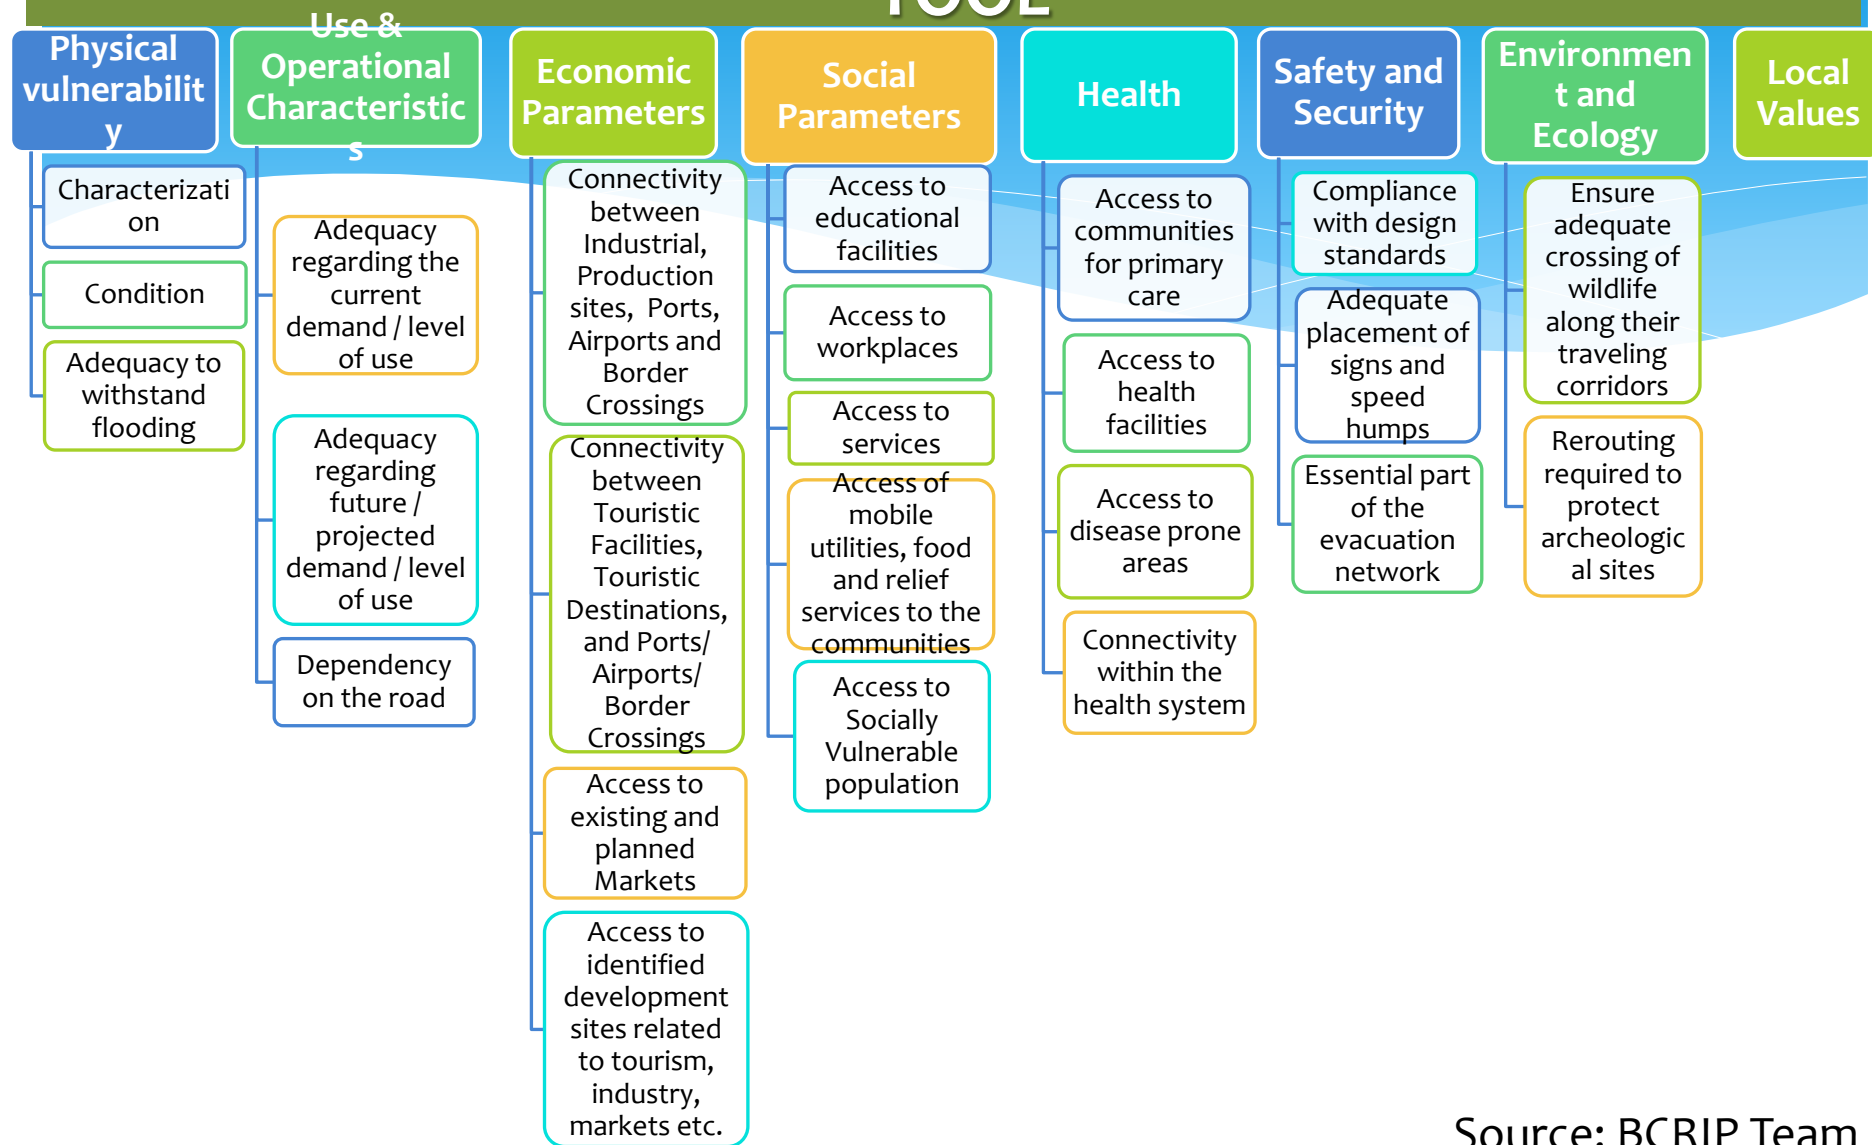 TOOL
Physical
vulnerabilit
y
Characterizati
on
Condition
Adequacy to
withstand
flooding
Use &
Operational
Characteristic
s
Adequacy
regarding the
current
demand / level
of use
Adequacy
regarding
future /
projected
demand / level
of use
Dependency
on the road
Economic
Parameters
Connectivity
between
Industrial,
Production
sites, Ports,
Airports and
Border
Crossings
Connectivity
between
Touristic
Facilities,
Touristic
Destinations,
and Ports/
Airports/
Border
Crossings
Access to
existing and
planned
Markets
Access to
identified
development
sites related
to tourism,
industry,
markets etc.
Social
Parameters
Access to
educational
facilities
Access to
workplaces
Access to
services
Access of
mobile
utilities, food
and relief
services to the
communities
Access to
Socially
Vulnerable
population
Health
Access to
communities
for primary
care
Access to
health
facilities
Access to
disease prone
areas
Connectivity
within the
health system
Safety and
Security
Compliance
with design
standards
Adequate
placement of
signs and
speed
humps
Essential part
of the
evacuation
network
Environmen
t and
Ecology
Ensure
adequate
crossing of
wildlife
along their
traveling
corridors
Rerouting
required to
protect
archeologic
al sites
Local
Values
Source: BCRIP Team